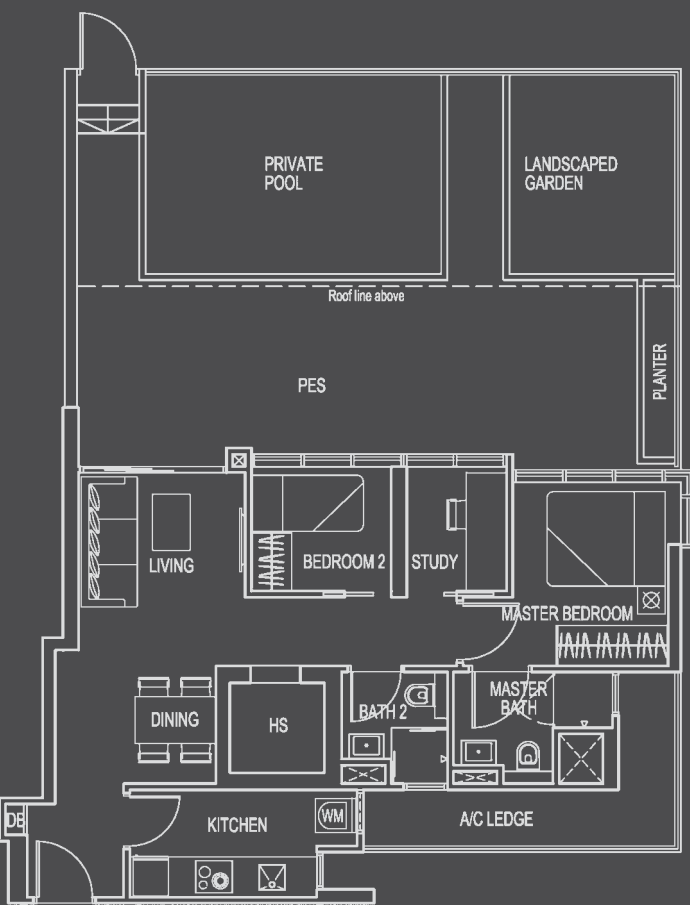 PRIVATE
POOL
LANDSCAPED
GARDEN
Roof line above
PLANTER
PES
LIVING
BEDROOM 2
STUDY
MASTER BEDROOM
MASTER
BATH
BATH 2
DINING
HS
DB
KITCHEN
WM
A/C LEDGE